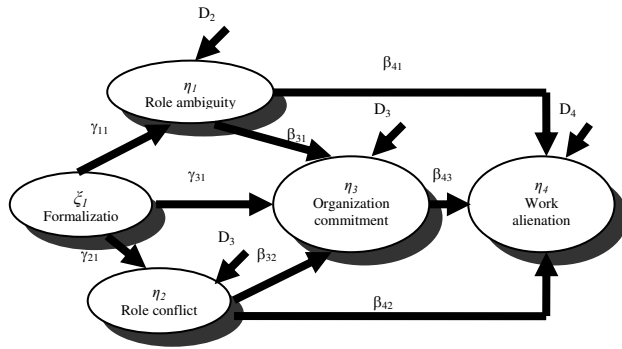 D2
η1
Role ambiguity
β41
D3
D4
γ11
β31
ξ1
Formalizatio
γ31
η3
Organization
commitment
β43
η4
Work
alienation
γ21
D3
β32
η2
Role conflict
β42